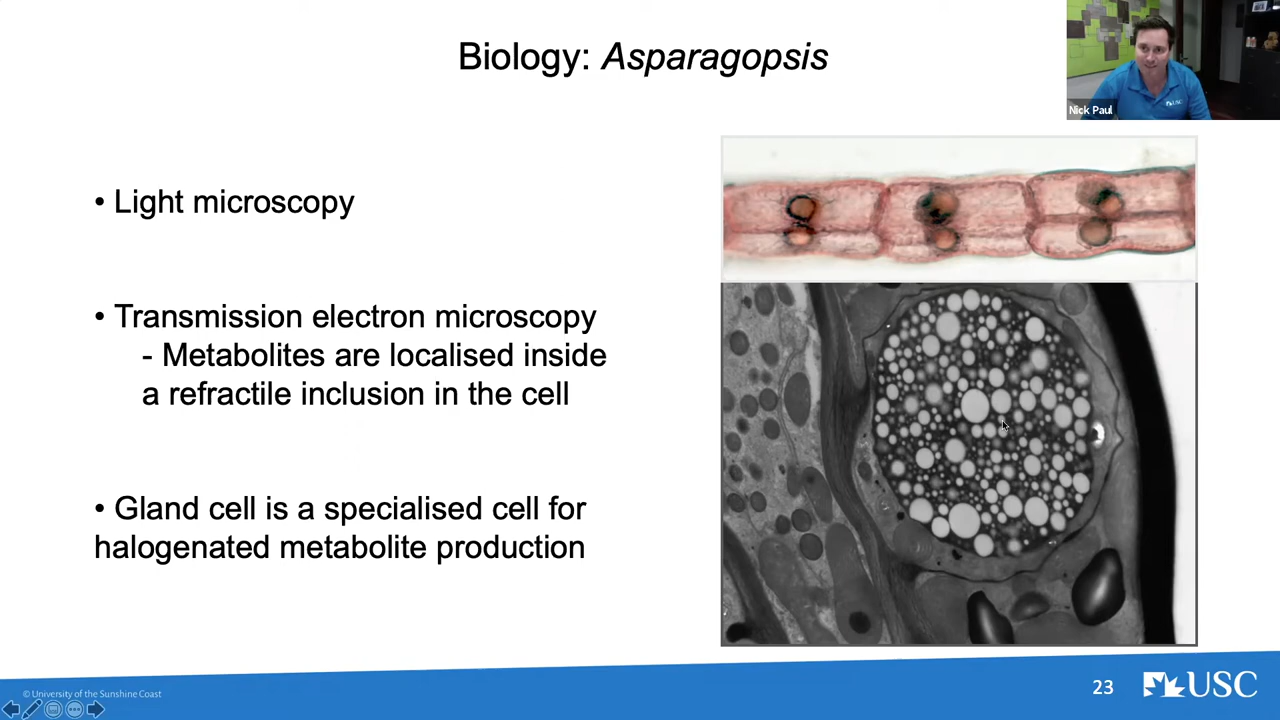 Biology: Asparagopsis
USC
Nick Paul
• Light microscopy
• Transmission electron microscopy
- Metabolites are localised inside
a refractile inclusion in the cell
• Gland cell is a specialised cell for
halogenated metabolite production
© University of the Sunshine Coast
23
USC